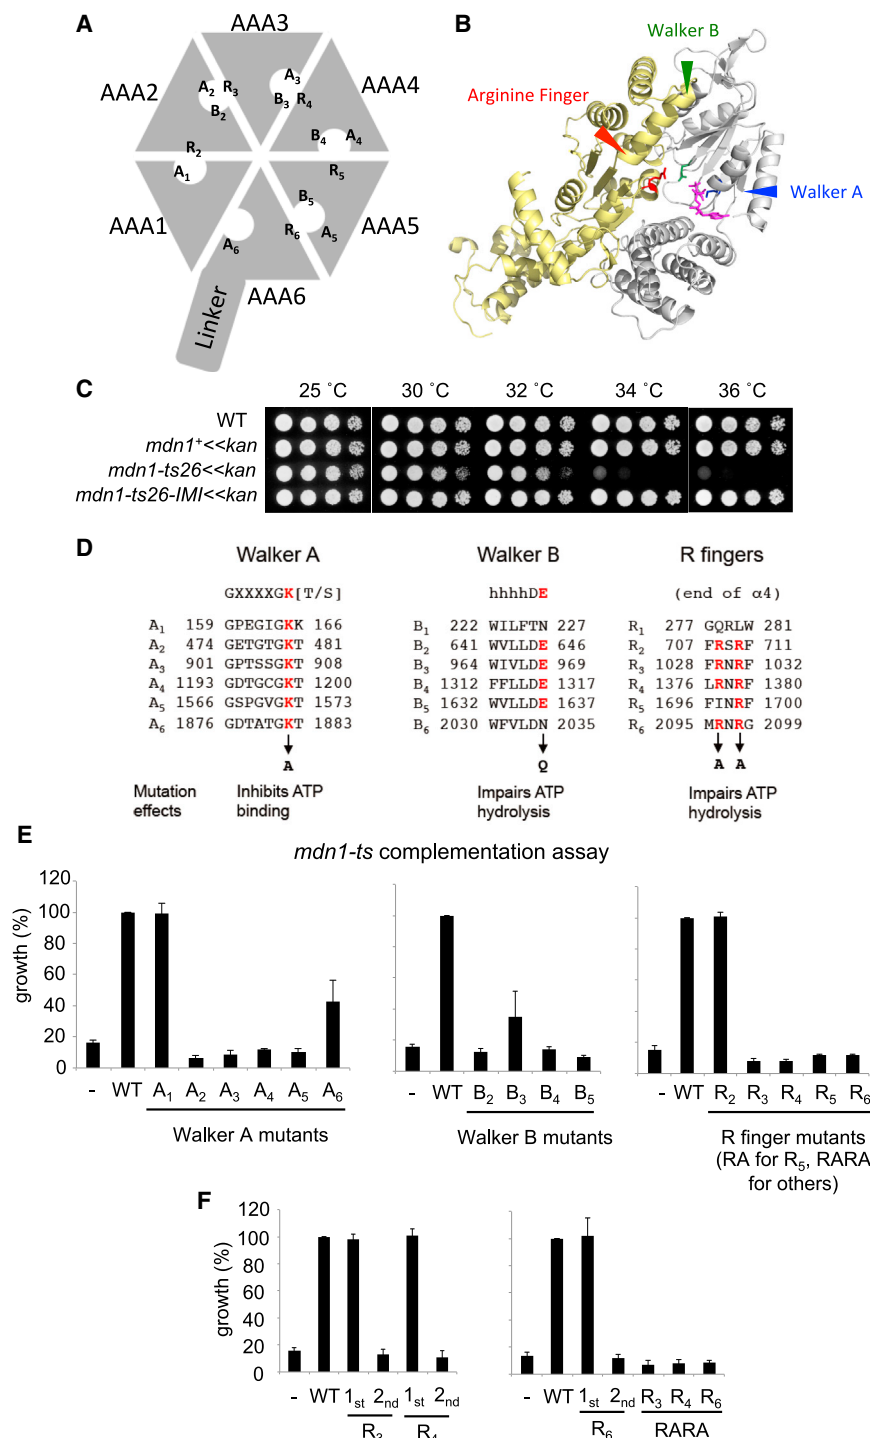 A
AAA3
AAA2
AAA4
A2 R3
B2
A3
B3 R4
B4 A4
R2
A1
R5
B5
R6 A5
A6
AAA1
AAA5
AAA6
Linker
B
Walker B
Arginine Finger
Walker A
C
25 ˚C 30 ˚C 32 ˚C 34 ˚C 36 ˚C
WT
mdn1+<<kan
mdn1-ts26<<kan
mdn1-ts26-IMI<<kan
D
Walker A Walker B R fingers
GXXXXGK[T/S] hhhhDE (end of α4)
A1 159 GPEGIGKK 166 B1 222 WILFTN 227 R1 277 GQRLW 281
A2 474 GETGTGKT 481 B2 641 WVLLDE 646 R2 707 FRSRF 711
A3 901 GPTSSGKT 908 B3 964 WIVLDE 969 R3 1028 FRNRF 1032
A4 1193 GDTGCGKT 1200 B4 1312 FFLLDE 1317 R4 1376 LRNRF 1380
A5 1566 GSPGVGKT 1573 B5 1632 WVLLDE 1637 R5 1696 FINRF 1700
A6 1876 GDTATGKT 1883 B6 2030 WFVLDN 2035 R6 2095 MRNRG 2099
A Q A A
Mutation Inhibits ATP Impairs ATP Impairs ATP
effects binding hydrolysis hydrolysis
E
mdn1-ts complementation assay
growth (%)
120
100
80
60
40
20
0
- WT A1 A2 A3 A4 A5 A6
Walker A mutants
- WT B2 B3 B4 B5
Walker B mutants
- WT R2 R3 R4 R5 R6
R finger mutants
(RA for R5, RARA
for others)
F
growth (%)
120
100
80
60
40
20
0
- WT 1st 2nd 1st 2nd
R3 R4
- WT 1st 2nd R3 R4 R6
R6 RARA